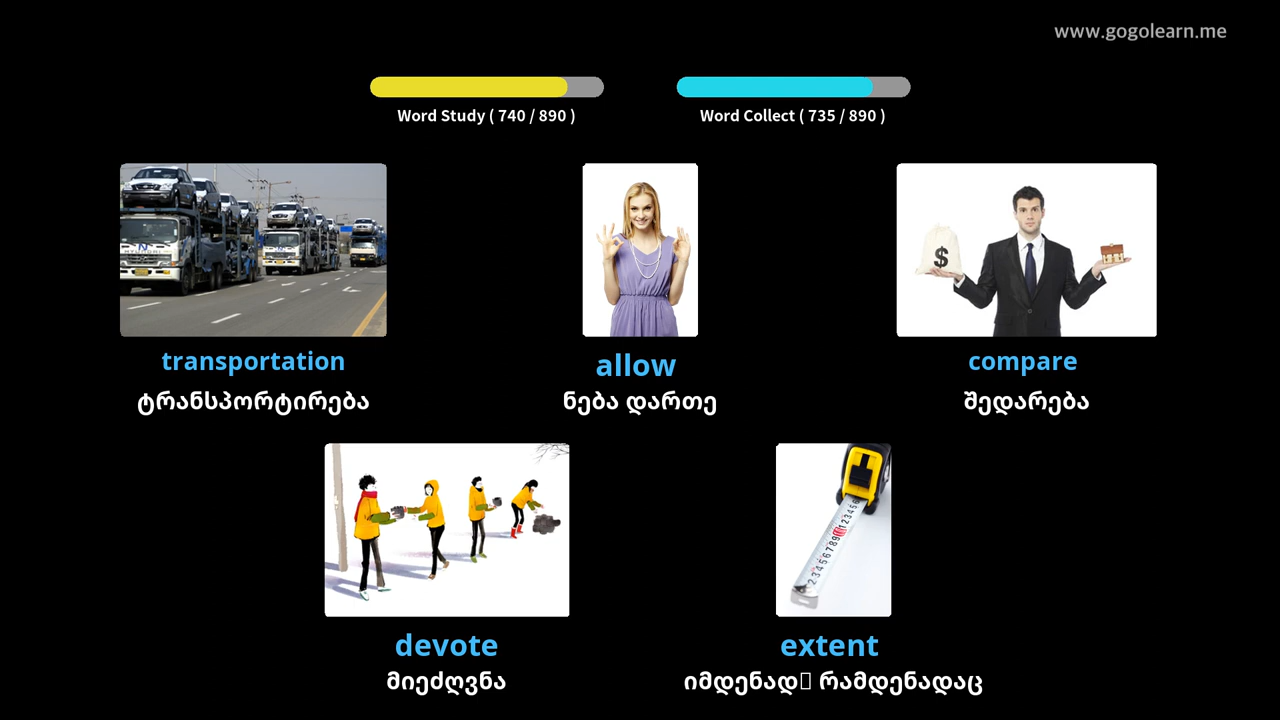 www.gogolearn.me
Word Study ( 740 / 890 )
Word Collect ( 735 / 890 )
transportation
ტრანსპორტირება
allow
ნება დართე
compare
შედარება
devote
მიეძღვნა
extent
იმდენად რამდენადაც